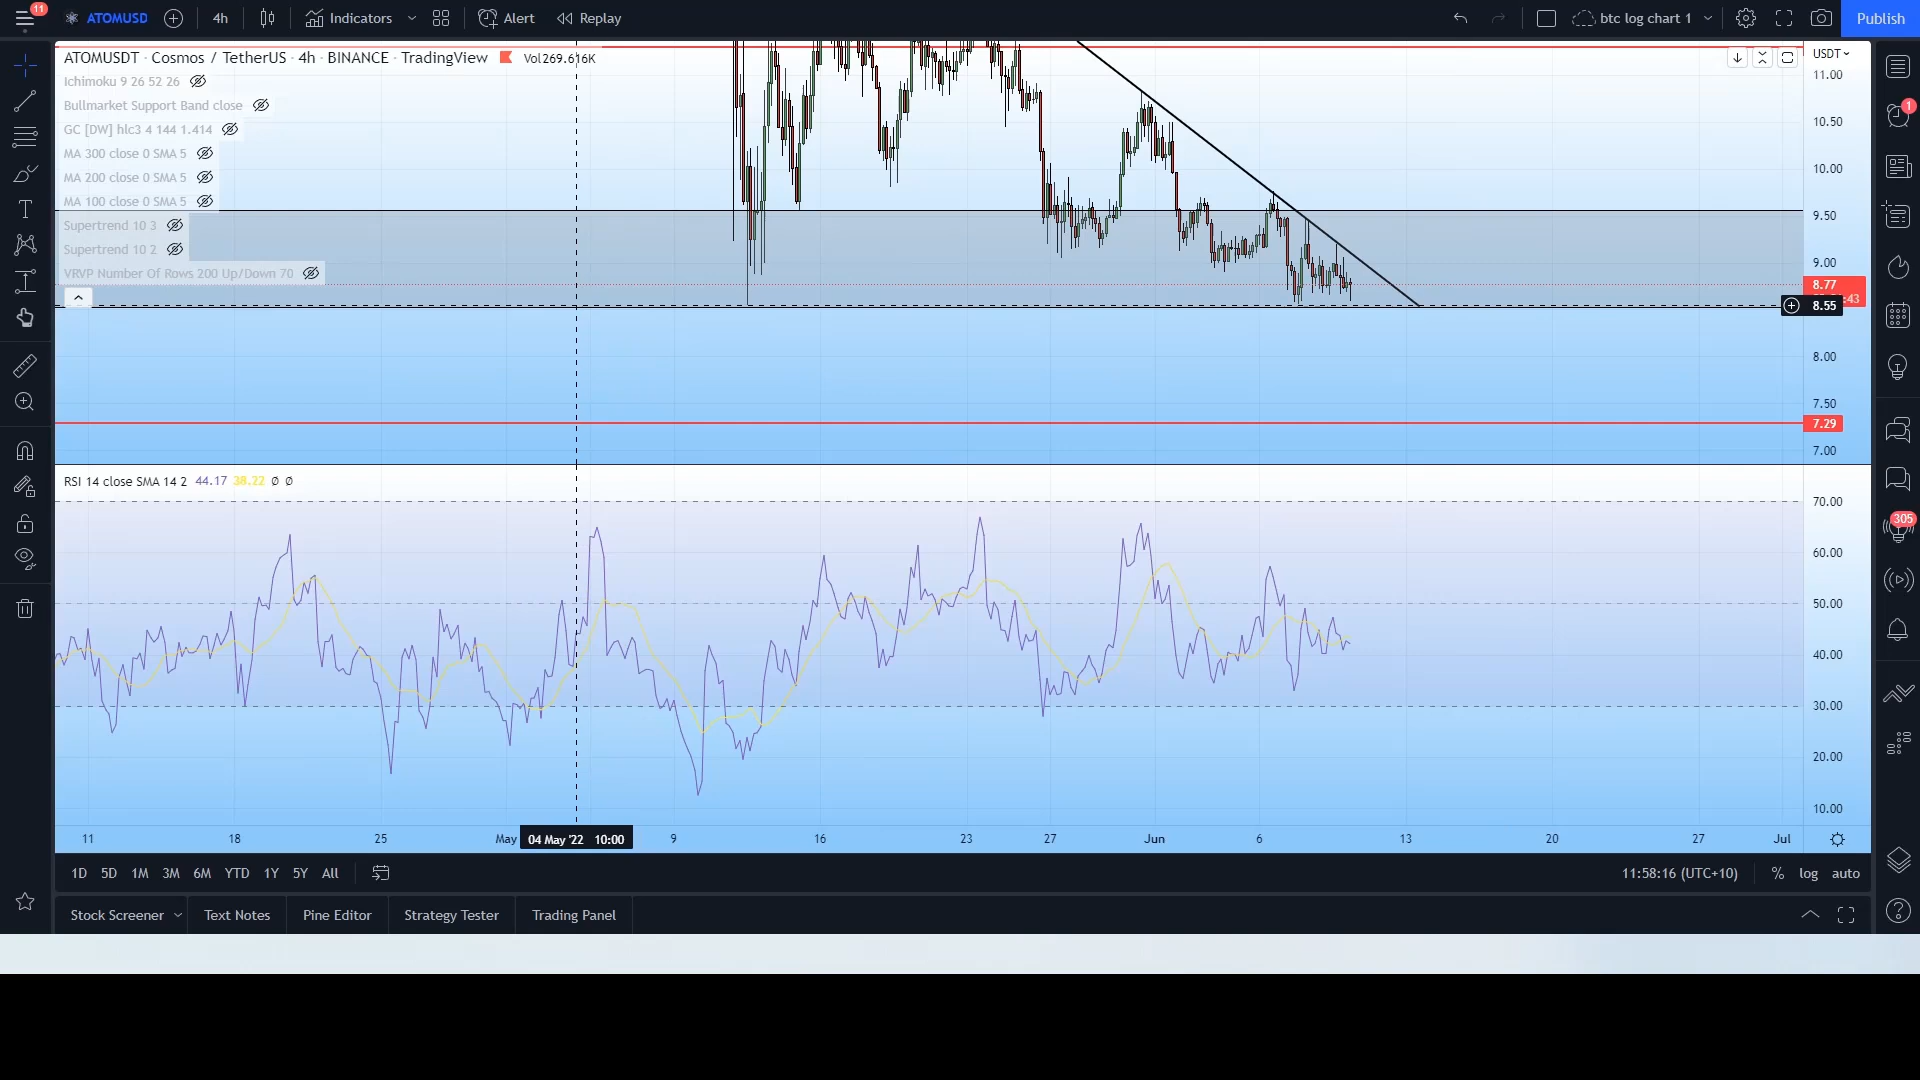 11 ATOMUSD 4h Indicators Alert Replay btc log chart 1 Publish
ATOMUSDT · Cosmos / TetherUS · 4h · BINANCE · TradingView Vol269.616K
USDT
Ichimoku 9 26 52 26
Bullmarket Support Band close
GC [DW] hlc3 4 144 1.414
MA 300 close 0 SMA 5
MA 200 close 0 SMA 5
MA 100 close 0 SMA 5
Supertrend 10 3
Supertrend 10 2
VRVP Number Of Rows 200 Up/Down 70
11.00
10.50
10.00
9.50
9.00
8.77
:43
8.55
8.00
7.50
7.29
7.00
1
305
RSI 14 close SMA 14 2 44.17 38.22 Ø Ø
70.00
60.00
50.00
40.00
30.00
20.00
10.00
11 18 25 May 04 May '22 10:00 9 16 23 27 Jun 6 13 20 27 Jul
1D 5D 1M 3M 6M YTD 1Y 5Y All 11:58:16 (UTC+10) % log auto
Stock Screener Text Notes Pine Editor Strategy Tester Trading Panel